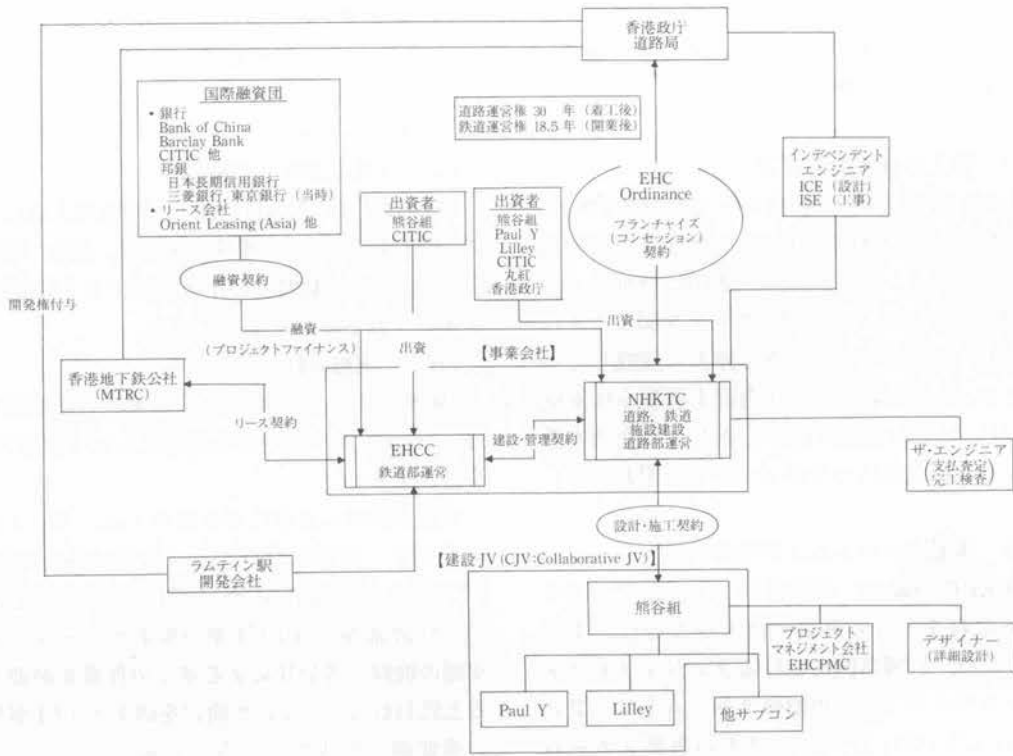 香港政庁
道路局
国際融資団
• 銀行
Bank of China
Barclay Bank
CITIC 他
邦銀
日本長期信用銀行
三菱銀行, 東京銀行(当時)
• リース会社
Orient Leasing (Asia) 他
道路運営権 30 年(着工後)
鉄道運営権 18.5 年(開業後)
インデペンデント
エンジニア
ICE(設計)
ISE(工事)
出資者
熊谷組
CITIC
出資者
熊谷組
Paul Y
Lilley
CITIC
丸紅
香港政庁
EHC
Ordinance
フランチャイズ
(コンセッション)
契約
融資契約
開発権付与
融資
(プロジェクトファイナンス)
出資
出資
【事業会社】
香港地下鉄公社
(MTRC)
リース契約
EHCC
鉄道部運営
建設・管理契約
NHKTC
道路, 鉄道
施設建設
道路部運営
ザ・エンジニア
(支払査定)
(完工検査)
設計・施工契約
ラムティン駅
開発会社
【建設 JV (CJV:Collaborative JV)】
熊谷組
プロジェクト
マネジメント会社
EHCPMC
デザイナー
(詳細設計)
Paul Y
Lilley
他サブコン